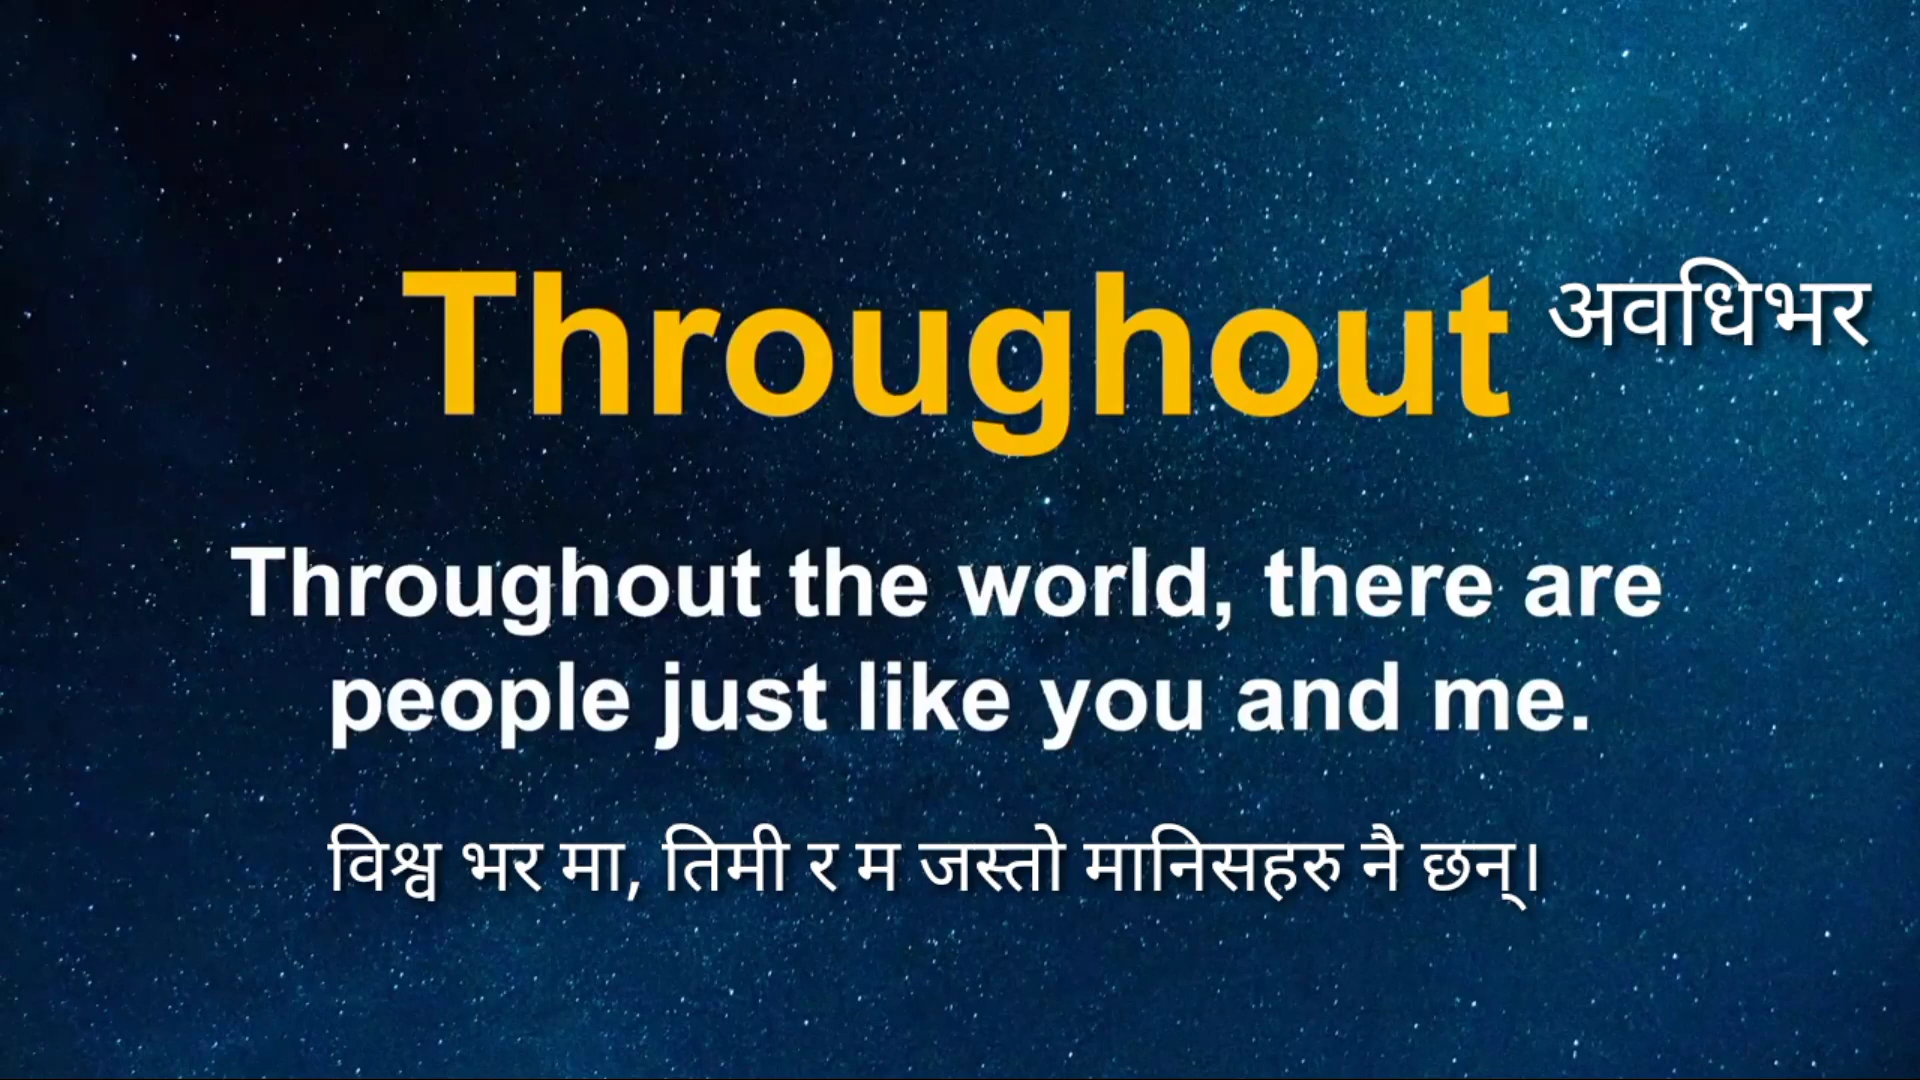 Throughout अवधिभर
Throughout the world, there are
people just like you and me.
विश्व भर मा, तिमी र म जस्तो मानिसहरु नै छन्।